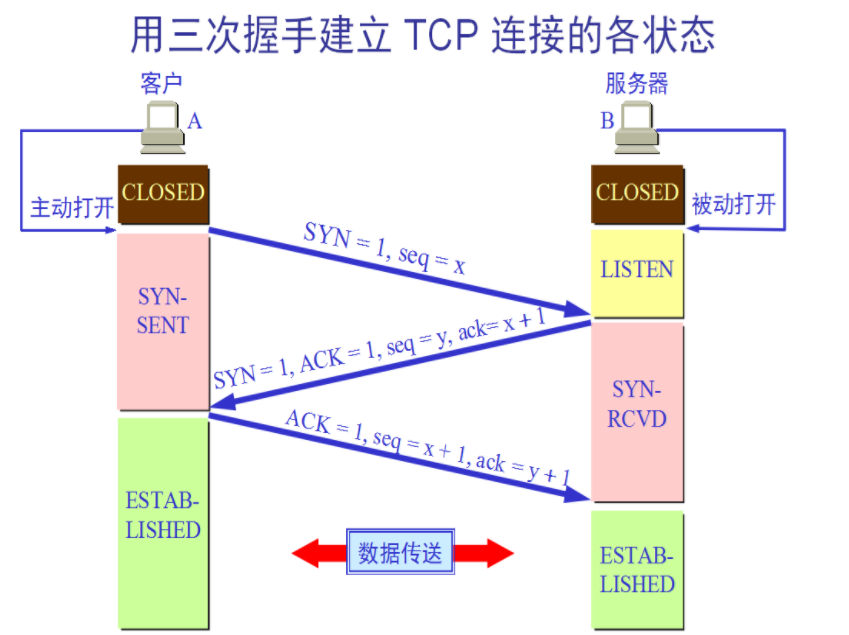 用三次握手建立 TCP 连接的各状态
客户
服务器
A
B
CLOSED
CLOSED
主动打开
被动打开
SYN = 1, seq = x
LISTEN
SYN-
SENT
SYN = 1, ACK = 1, seq = y, ack= x + 1
SYN-
RCVD
ACK = 1, seq = x + 1, ack = y + 1
ESTAB-
LISHED
数据传送
ESTAB-
LISHED